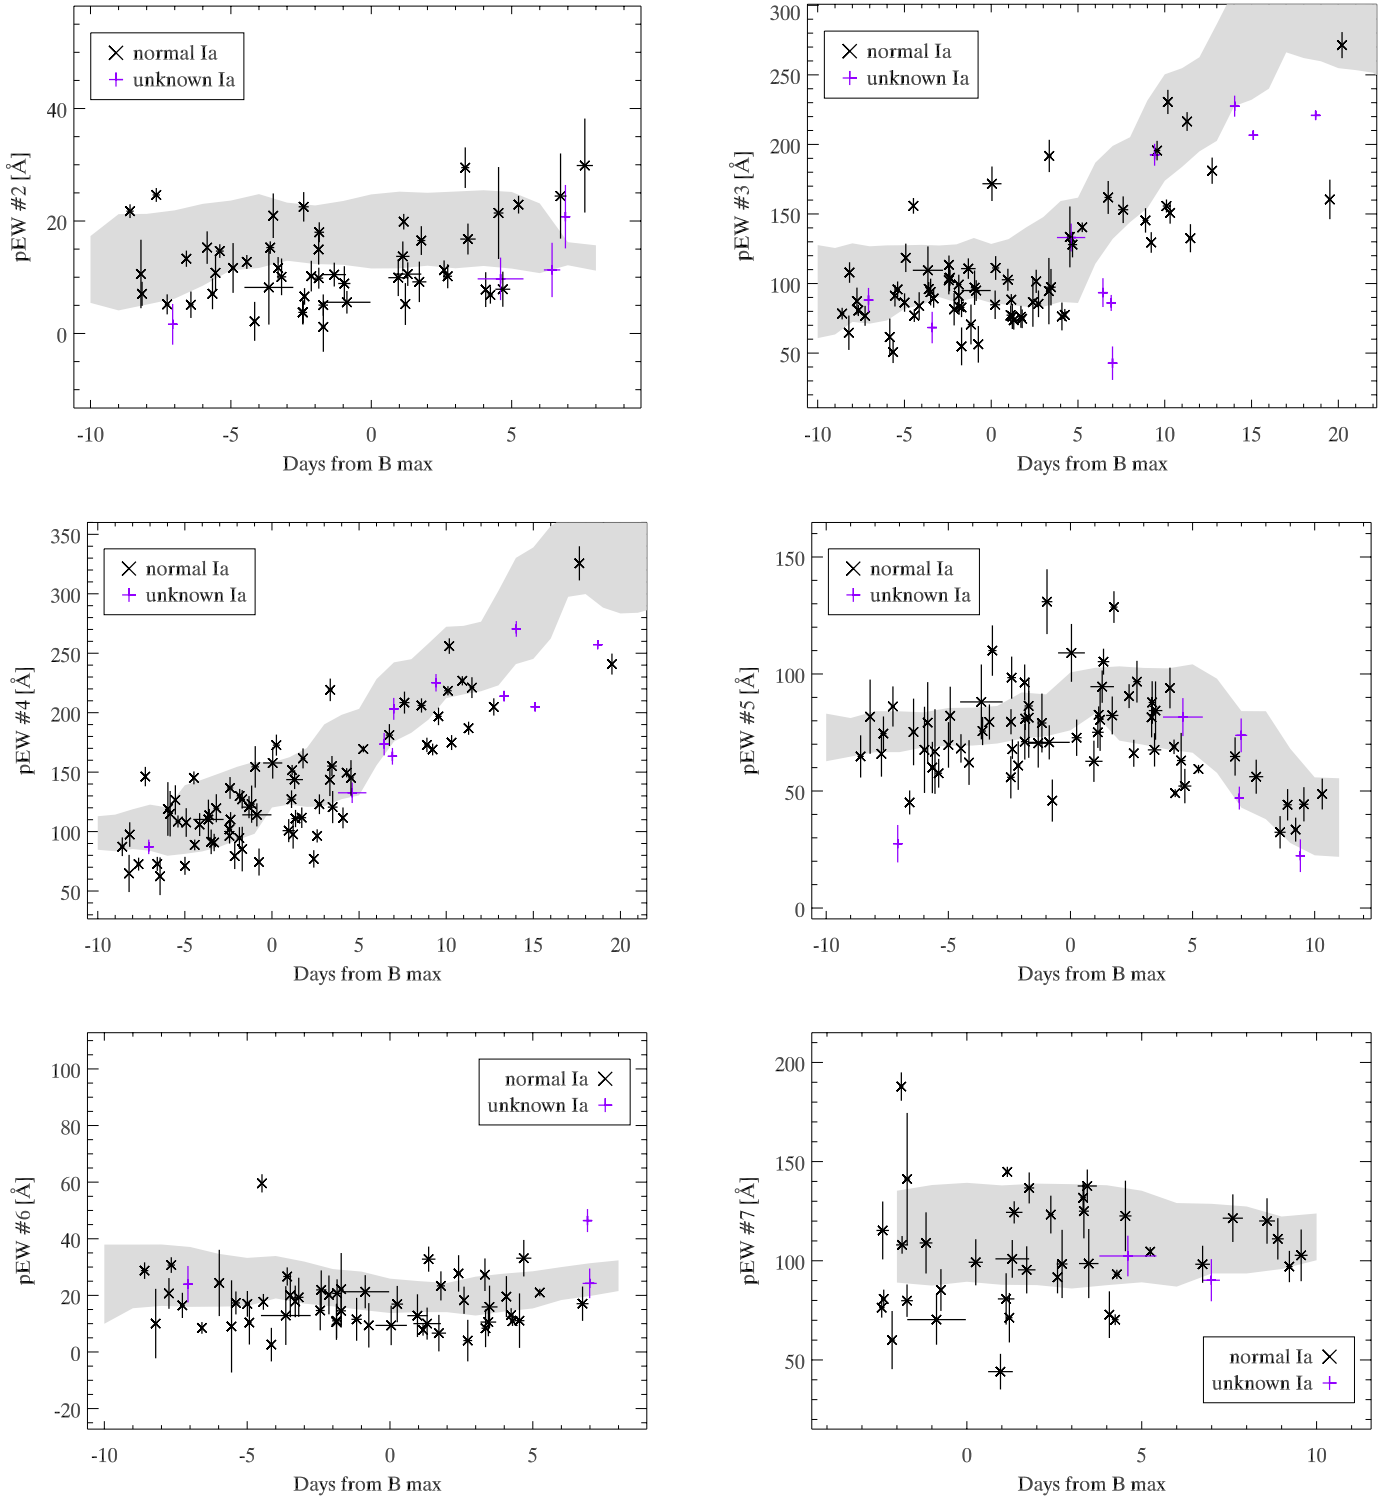 normal Ia
unknown Ia
pEW #2 [Å]
40
20
0
-10 -5 0 5
Days from B max
normal Ia
unknown Ia
pEW #3 [Å]
300
250
200
150
100
50
-10 -5 0 5 10 15 20
Days from B max
normal Ia
unknown Ia
pEW #4 [Å]
350
300
250
200
150
100
50
-10 -5 0 5 10 15 20
Days from B max
normal Ia
unknown Ia
pEW #5 [Å]
150
100
50
0
-10 -5 0 5 10
Days from B max
normal Ia
unknown Ia
pEW #6 [Å]
100
80
60
40
20
0
-20
-10 -5 0 5
Days from B max
pEW #7 [Å]
200
150
100
50
normal Ia
unknown Ia
0 5 10
Days from B max